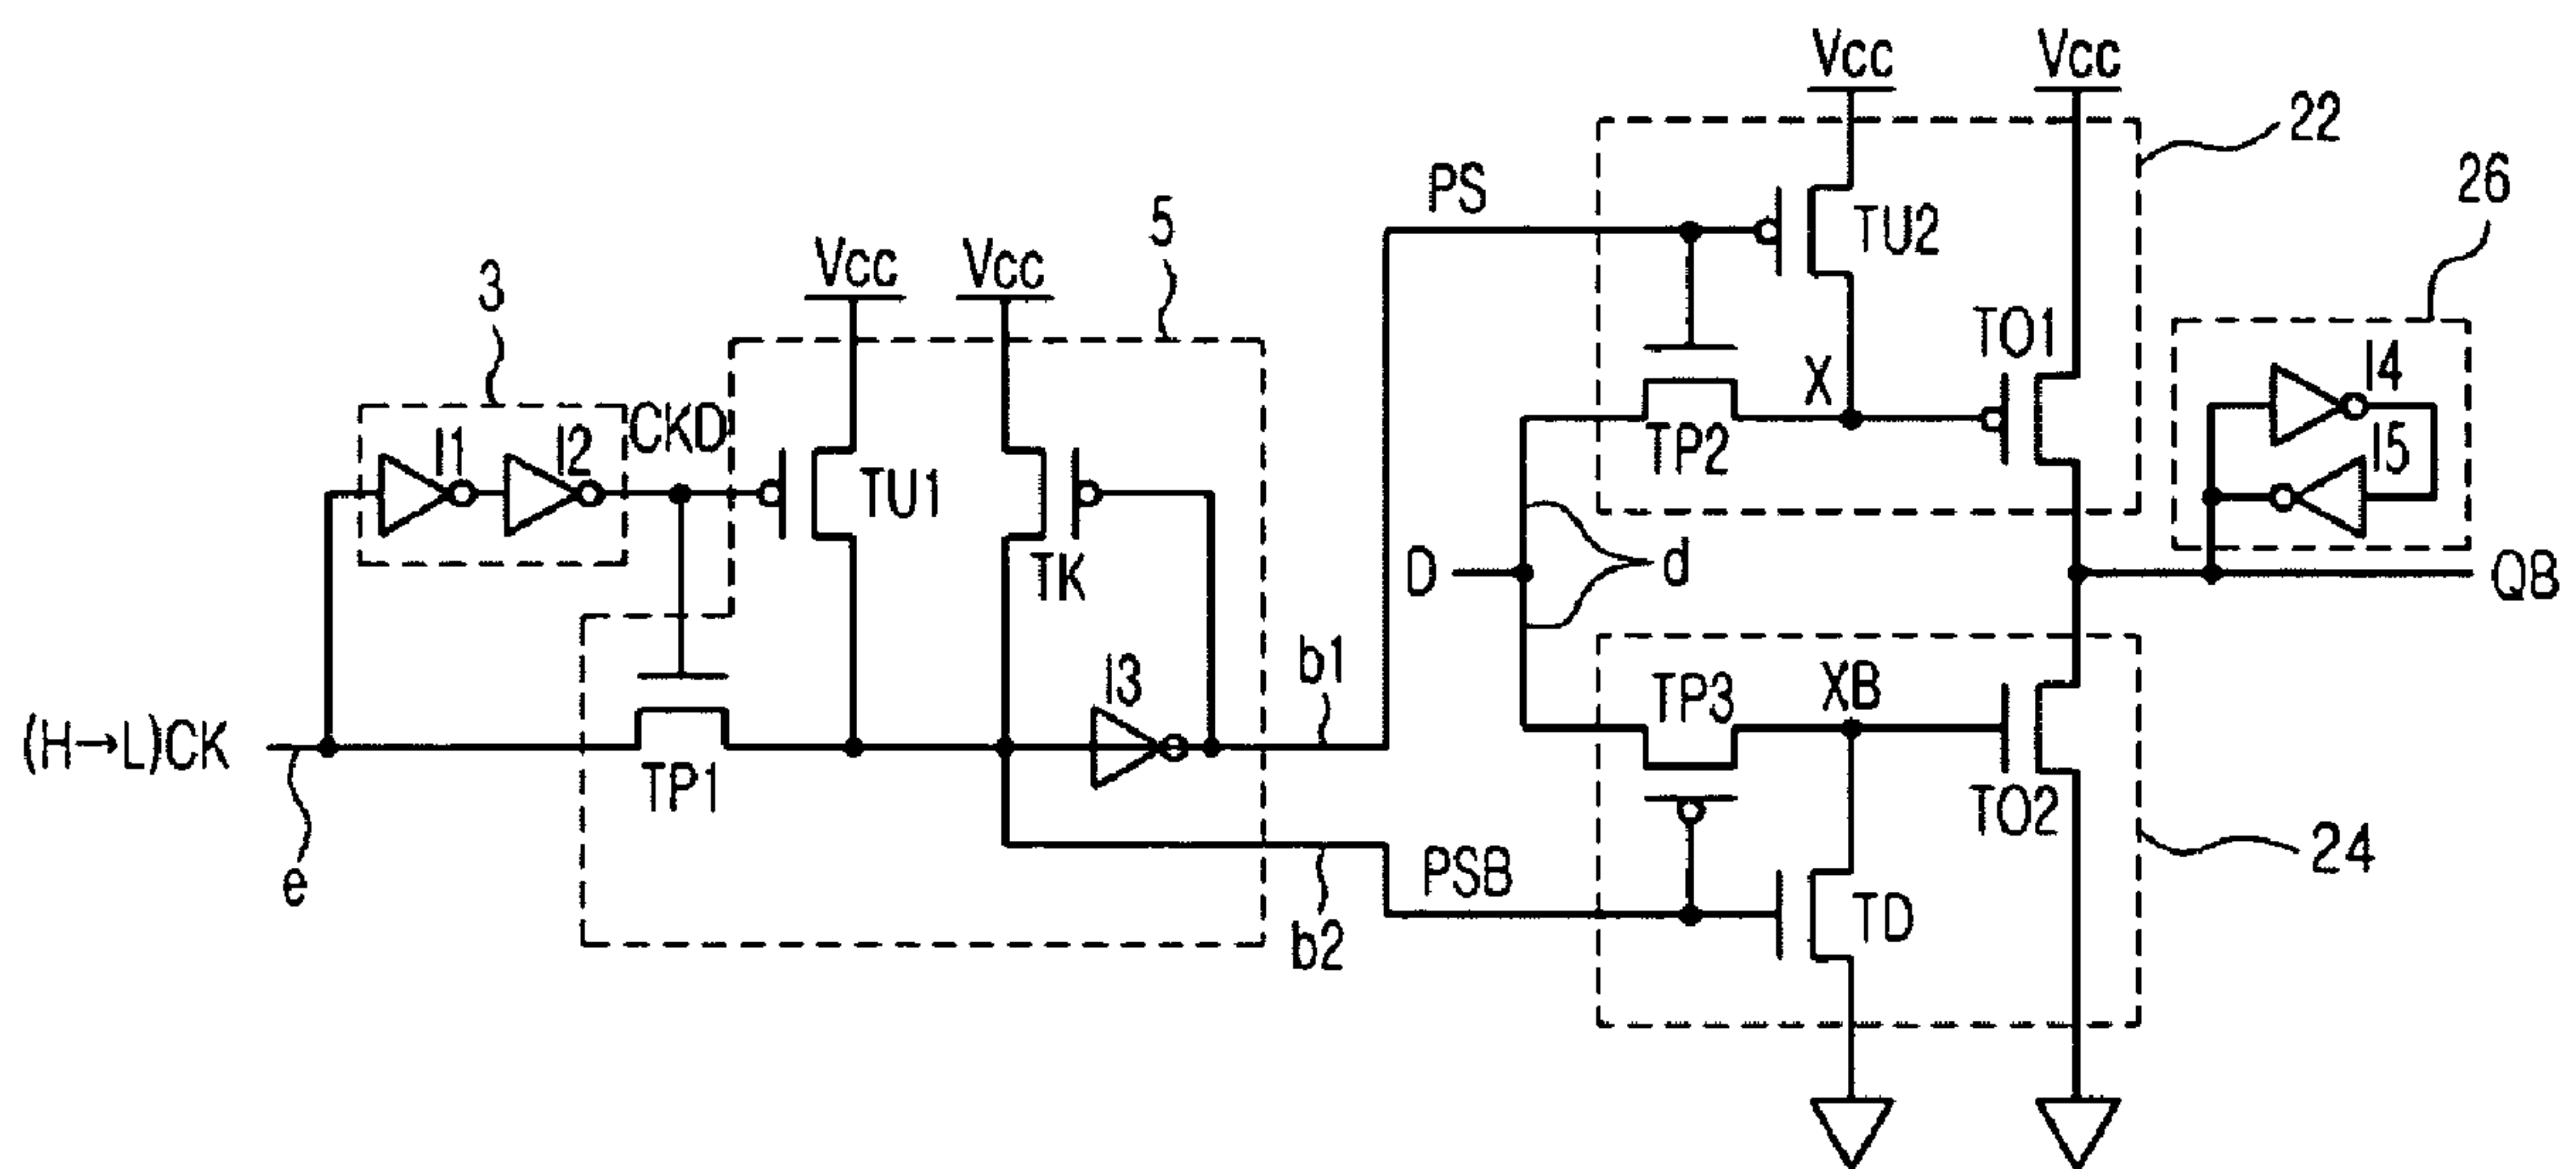 Vcc
Vcc
22
26
PS
TU2
5
Vcc
Vcc
3
TO1
X
I4
CKD
I1
I2
TP2
I5
TU1
TK
D
d
QB
b1
I3
TP3
XB
(H→L)CK
TP1
TO2
e
PSB
24
b2
TD